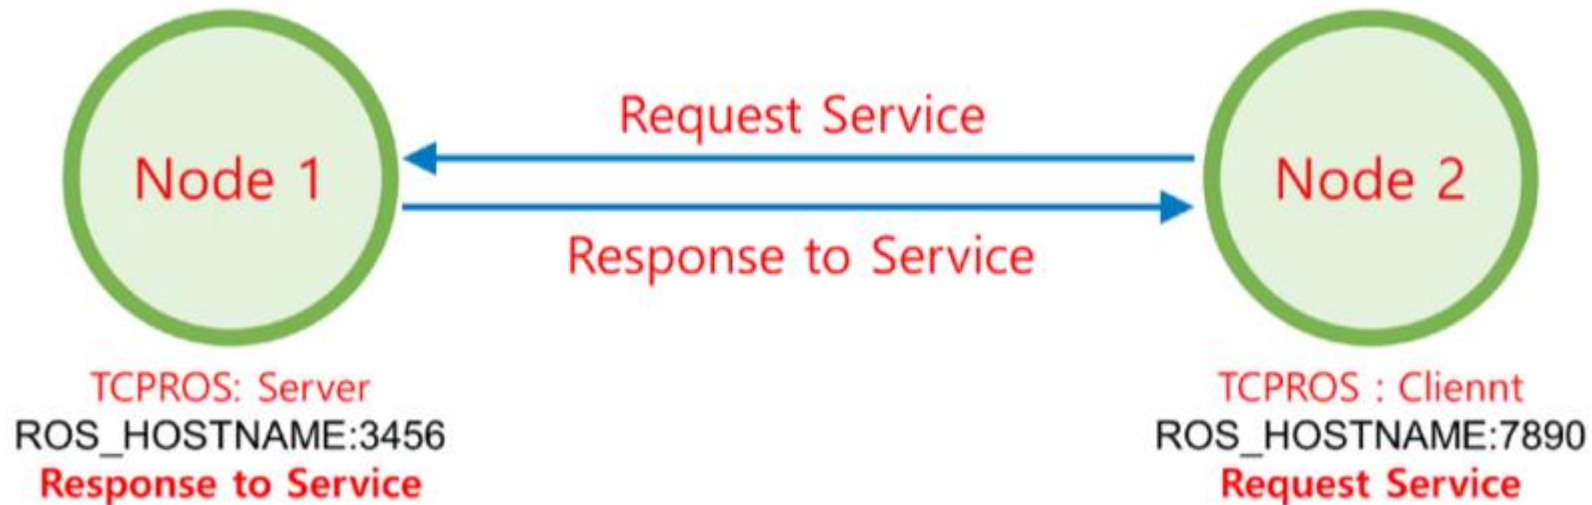 Request Service
Node 1
Node 2
Response to Service
TCPROS: Server
ROS_HOSTNAME:3456
Response to Service
TCPROS : Cliennt
ROS_HOSTNAME:7890
Request Service